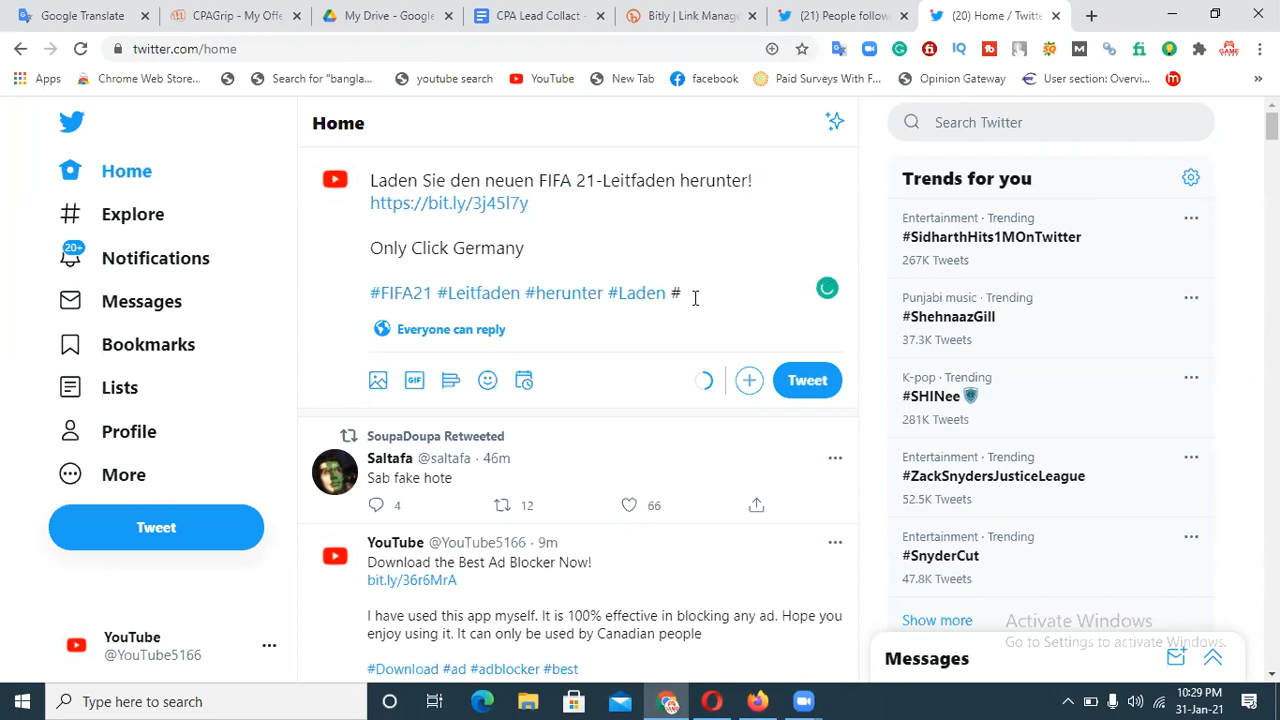 Google Translate
CPAGrip - My Offe
My Drive - Google
CPA Lead Collact -
Bitly | Link Manage
(21) People follow
(20) Home / Twitte
twitter.com/home
Apps
Chrome Web Store...
Search for "bangla...
youtube search
YouTube
New Tab
facebook
Paid Surveys With F...
Opinion Gateway
User section: Overvi...
»
Home
Explore
20+
Notifications
Messages
Bookmarks
Lists
Profile
More
Tweet
YouTube
@YouTube5166
Home
Laden Sie den neuen FIFA 21-Leitfaden herunter!
https://bit.ly/3j45l7y
Only Click Germany
#FIFA21 #Leitfaden #herunter #Laden #
Everyone can reply
GIF
Tweet
SoupaDoupa Retweeted
Saltafa @saltafa · 46m
Sab fake hote
4
12
66
YouTube @YouTube5166 · 9m
Download the Best Ad Blocker Now!
bit.ly/36r6MrA
I have used this app myself. It is 100% effective in blocking any ad. Hope you
enjoy using it. It can only be used by Canadian people
#Download #ad #adblocker #best
Search Twitter
Trends for you
Entertainment · Trending
#SidharthHits1MOnTwitter
267K Tweets
Punjabi music · Trending
#ShehnaazGill
37.3K Tweets
K-pop · Trending
#SHINee
281K Tweets
Entertainment · Trending
#ZackSnydersJusticeLeague
52.5K Tweets
Entertainment · Trending
#SnyderCut
47.8K Tweets
Show more
Activate Windows
Go to Settings to activate Windows.
Messages
Type here to search
10:29 PM
31-Jan-21